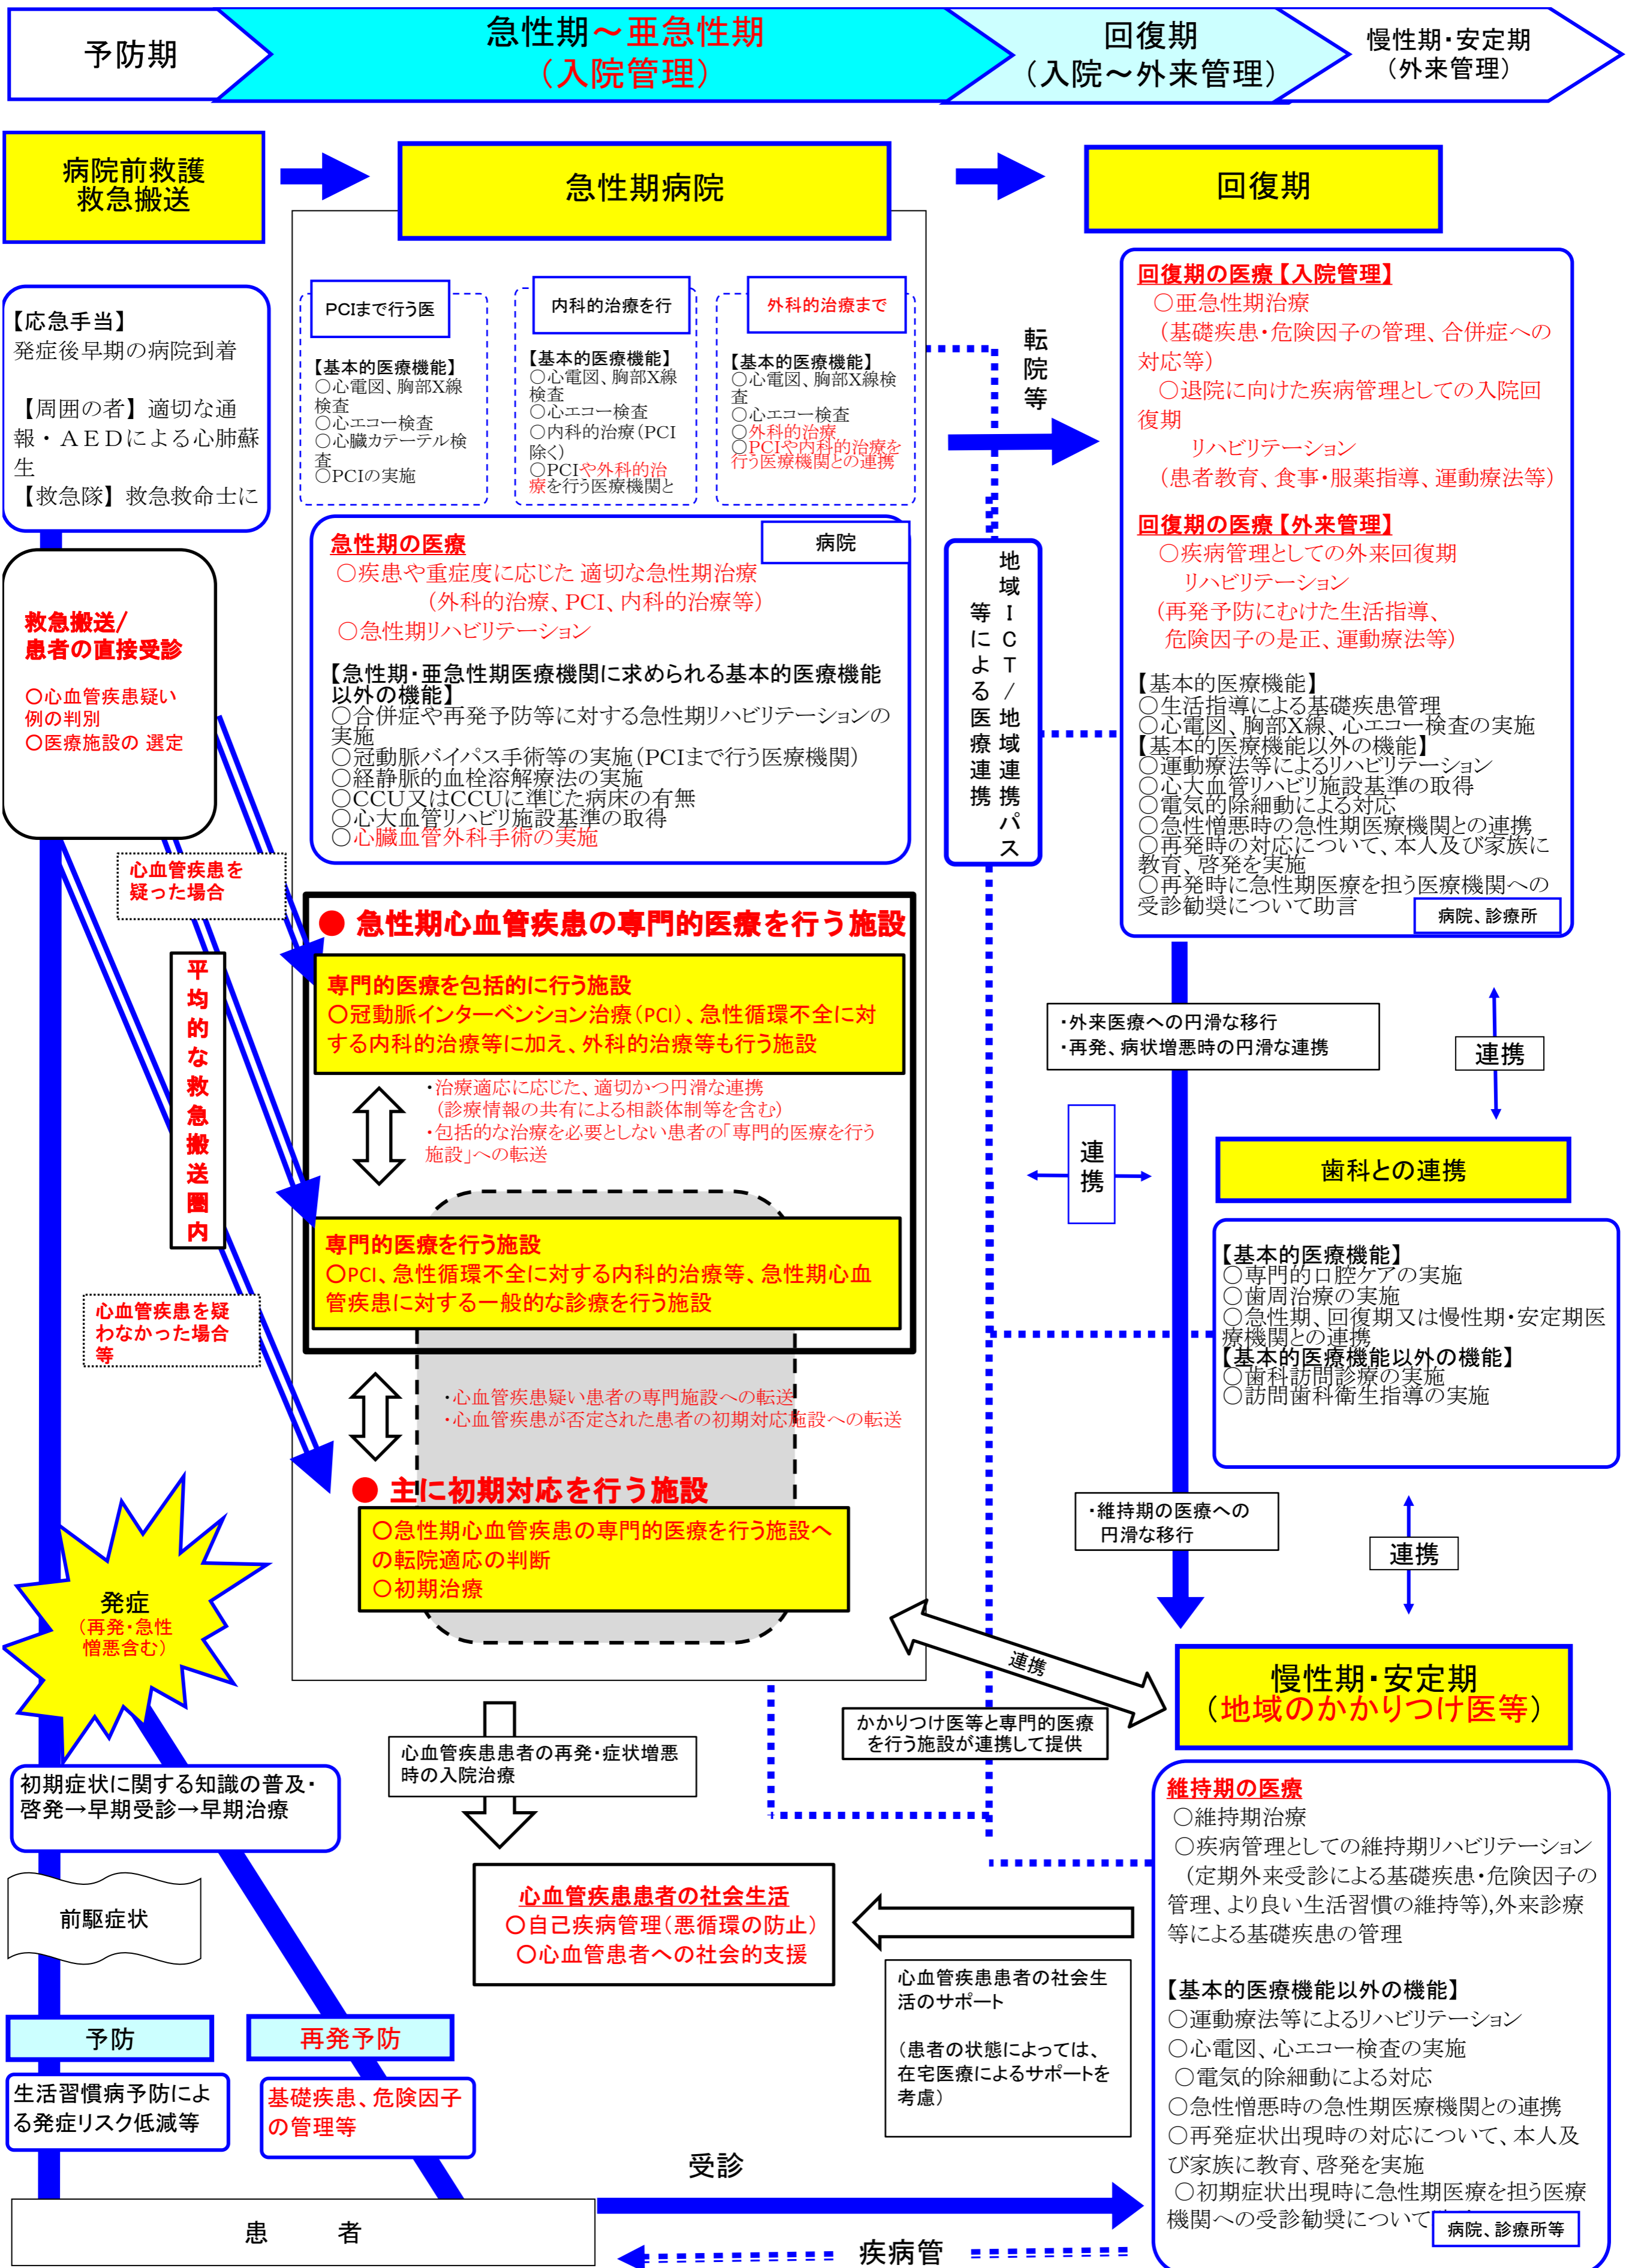 予防期
急性期～亜急性期
（入院管理）
回復期
（入院～外来管理）
慢性期・安定期
（外来管理）
病院前救護
救急搬送
急性期病院
回復期
【応急手当】
発症後早期の病院到着
【周囲の者】適切な通
報・ＡＥＤによる心肺蘇
生
【救急隊】救急救命士に
PCIまで行う医
【基本的医療機能】
○心電図、胸部X線
検査
○心エコー検査
○心臓カテーテル検
査
○PCIの実施
内科的治療を行
【基本的医療機能】
○心電図、胸部X線
検査
○心エコー検査
○内科的治療（PCI
除く）
○PCIや外科的治
療を行う医療機関と
外科的治療まで
【基本的医療機能】
○心電図、胸部X線検
査
○心エコー検査
○外科的治療
○PCIや内科的治療を
行う医療機関との連携
転院等
回復期の医療【入院管理】
○亜急性期治療
（基礎疾患・危険因子の管理、合併症への
対応等）
○退院に向けた疾病管理としての入院回
復期
リハビリテーション
（患者教育、食事・服薬指導、運動療法等）
回復期の医療【外来管理】
○疾病管理としての外来回復期
リハビリテーション
（再発予防にむけた生活指導、
危険因子の是正、運動療法等）
【基本的医療機能】
○生活指導による基礎疾患管理
○心電図、胸部X線、心エコー検査の実施
【基本的医療機能以外の機能】
○運動療法等によるリハビリテーション
○心大血管リハビリ施設基準の取得
○電気的除細動による対応
○急性憎悪時の急性期医療機関との連携
○再発時の対応について、本人及び家族に
教育、啓発を実施
○再発時に急性期医療を担う医療機関への
受診勧奨について助言
病院、診療所
急性期の医療
病院
○疾患や重症度に応じた 適切な急性期治療
（外科的治療、PCI、内科的治療等）
○急性期リハビリテーション
【急性期・亜急性期医療機関に求められる基本的医療機能
以外の機能】
○合併症や再発予防等に対する急性期リハビリテーションの
実施
○冠動脈バイパス手術等の実施（PCIまで行う医療機関）
○経静脈的血栓溶解療法の実施
○CCU又はCCUに準じた病床の有無
○心大血管リハビリ施設基準の取得
○心臓血管外科手術の実施
地域ＩＣＴ/地域連携パス
等による医療連携
救急搬送/
患者の直接受診
○心血管疾患疑い
例の判別
○医療施設の 選定
心血管疾患を
疑った場合
平均的な救急搬送圏内
心血管疾患を疑
わなかった場合
等
● 急性期心血管疾患の専門的医療を行う施設
専門的医療を包括的に行う施設
○冠動脈インターベンション治療（PCI）、急性循環不全に対
する内科的治療等に加え、外科的治療等も行う施設
・治療適応に応じた、適切かつ円滑な連携
（診療情報の共有による相談体制等を含む）
・包括的な治療を必要としない患者の「専門的医療を行う
施設」への転送
専門的医療を行う施設
○PCI、急性循環不全に対する内科的治療等、急性期心血
管疾患に対する一般的な診療を行う施設
・心血管疾患疑い患者の専門施設への転送
・心血管疾患が否定された患者の初期対応施設への転送
● 主に初期対応を行う施設
○急性期心血管疾患の専門的医療を行う施設へ
の転院適応の判断
○初期治療
・外来医療への円滑な移行
・再発、病状増悪時の円滑な連携
連携
連携
歯科との連携
【基本的医療機能】
○専門的口腔ケアの実施
○歯周治療の実施
○急性期、回復期又は慢性期・安定期医
療機関との連携
【基本的医療機能以外の機能】
○歯科訪問診療の実施
○訪問歯科衛生指導の実施
・維持期の医療への
円滑な移行
連携
発症
（再発・急性
憎悪含む）
連携
慢性期・安定期
（地域のかかりつけ医等）
かかりつけ医等と専門的医療
を行う施設が連携して提供
心血管疾患患者の再発・症状増悪
時の入院治療
初期症状に関する知識の普及・
啓発→早期受診→早期治療
前駆症状
心血管疾患患者の社会生活
○自己疾病管理（悪循環の防止）
○心血管患者への社会的支援
心血管疾患患者の社会生
活のサポート
（患者の状態によっては、
在宅医療によるサポートを
考慮）
維持期の医療
○維持期治療
○疾病管理としての維持期リハビリテーション
（定期外来受診による基礎疾患・危険因子の
管理、より良い生活習慣の維持等）,外来診療
等による基礎疾患の管理
【基本的医療機能以外の機能】
○運動療法等によるリハビリテーション
○心電図、心エコー検査の実施
○電気的除細動による対応
○急性憎悪時の急性期医療機関との連携
○再発症状出現時の対応について、本人及
び家族に教育、啓発を実施
○初期症状出現時に急性期医療を担う医療
機関への受診勧奨について
病院、診療所等
予防
再発予防
生活習慣病予防によ
る発症リスク低減等
基礎疾患、危険因子
の管理等
受診
患 者
疾病管